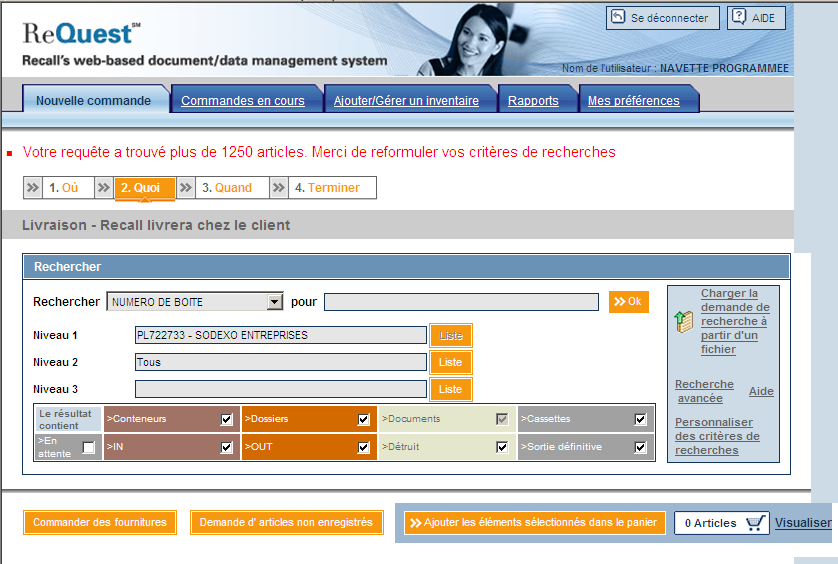 ReQuest℠
Recall's web-based document/data management system
Se déconnecter
AIDE
Nom de l'utilisateur : NAVETTE PROGRAMMEE
Nouvelle commande
Commandes en cours
Ajouter/Gérer un inventaire
Rapports
Mes préférences
Votre requête a trouvé plus de 1250 articles. Merci de reformuler vos critères de recherches
1. Où
2. Quoi
3. Quand
4. Terminer
Livraison - Recall livrera chez le client
Rechercher
Rechercher NUMERO DE BOITE pour
Ok
Niveau 1 PL722733 - SODEXO ENTREPRISES Liste
Niveau 2 Tous Liste
Niveau 3 Liste
Le résultat
contient
>Conteneurs
>Dossiers
>Documents
>Cassettes
>En
attente
>IN
>OUT
>Détruit
>Sortie définitive
Charger la
demande de
recherche à
partir d'un
fichier
Recherche
avancée
Aide
Personnaliser
des critères de
recherches
Commander des fournitures
Demande d' articles non enregistrés
Ajouter les éléments sélectionnés dans le panier
0 Articles
Visualiser